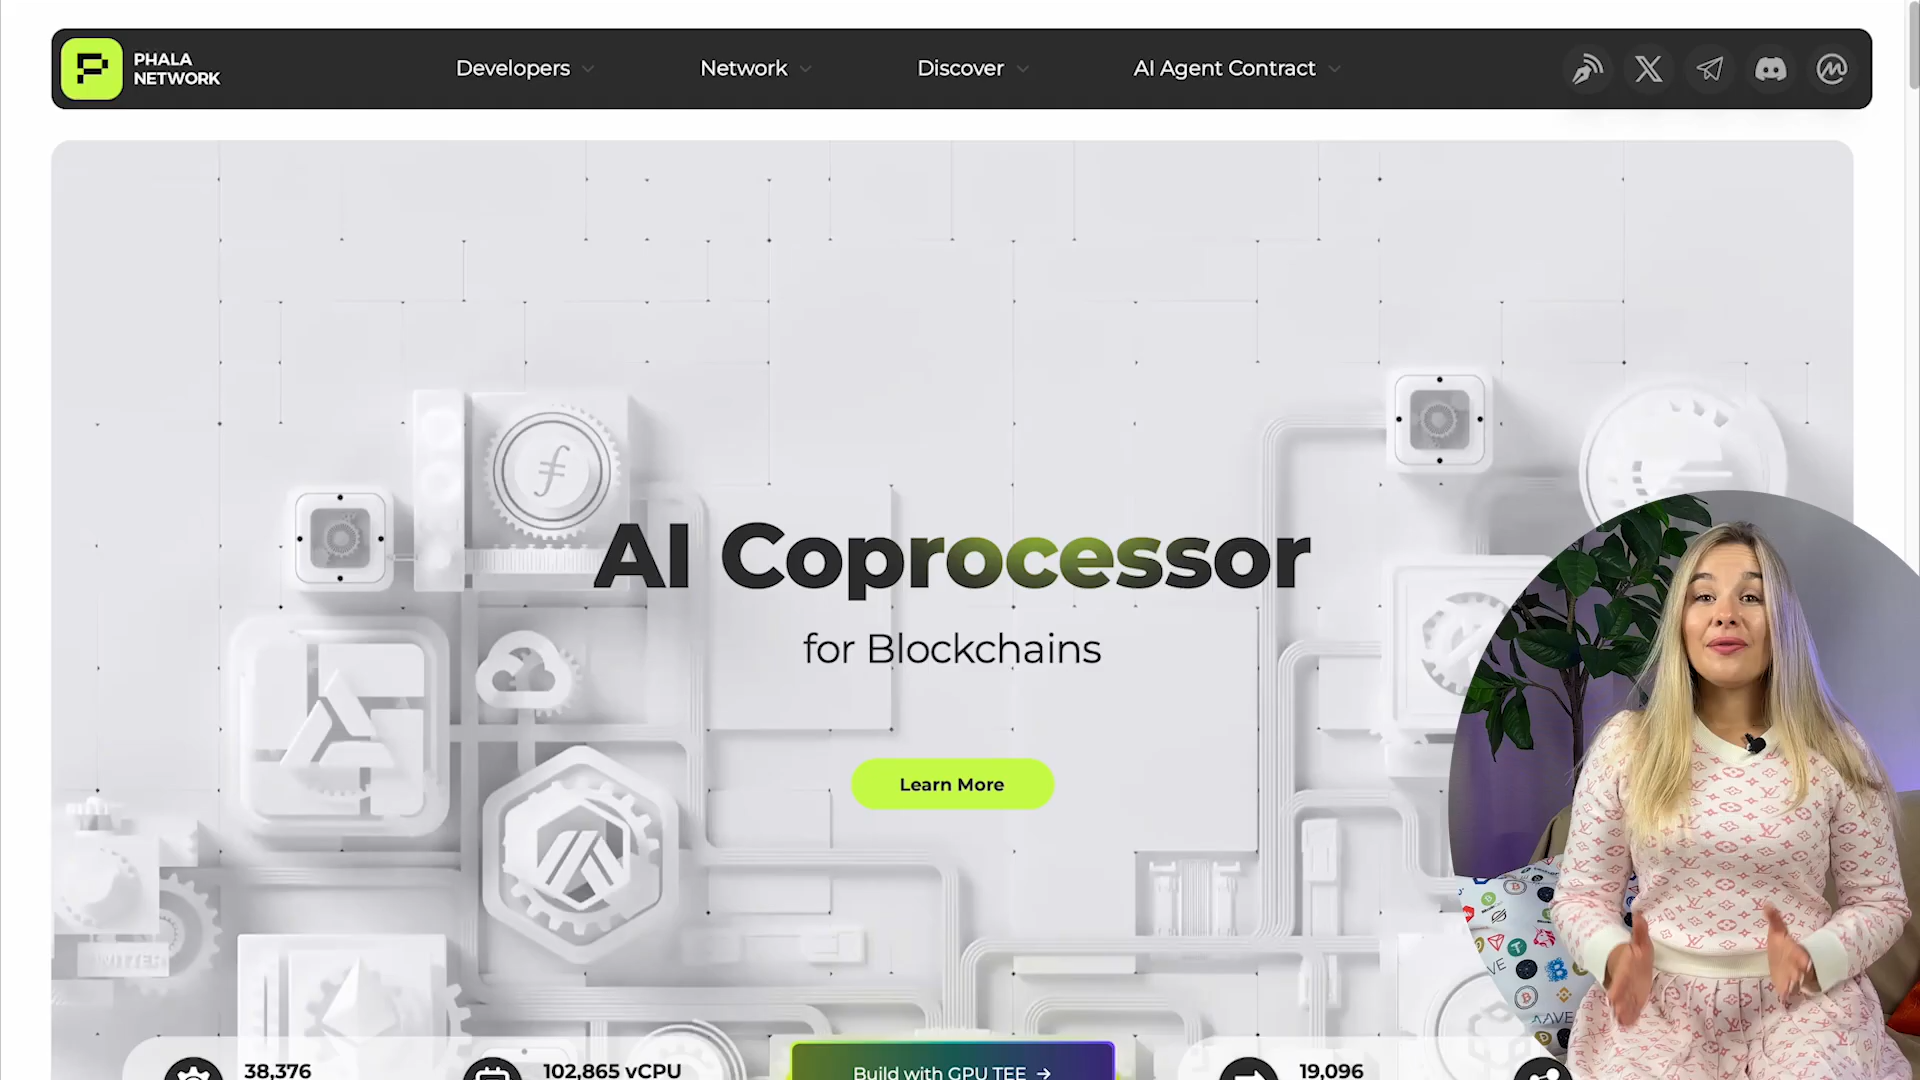 PHALA
NETWORK
Developers
Network
Discover
AI Agent Contract
AI Coprocessor
for Blockchains
Learn More
38,376
102,865 vCPU
Build with GPU TEE →
19,096
AAVE